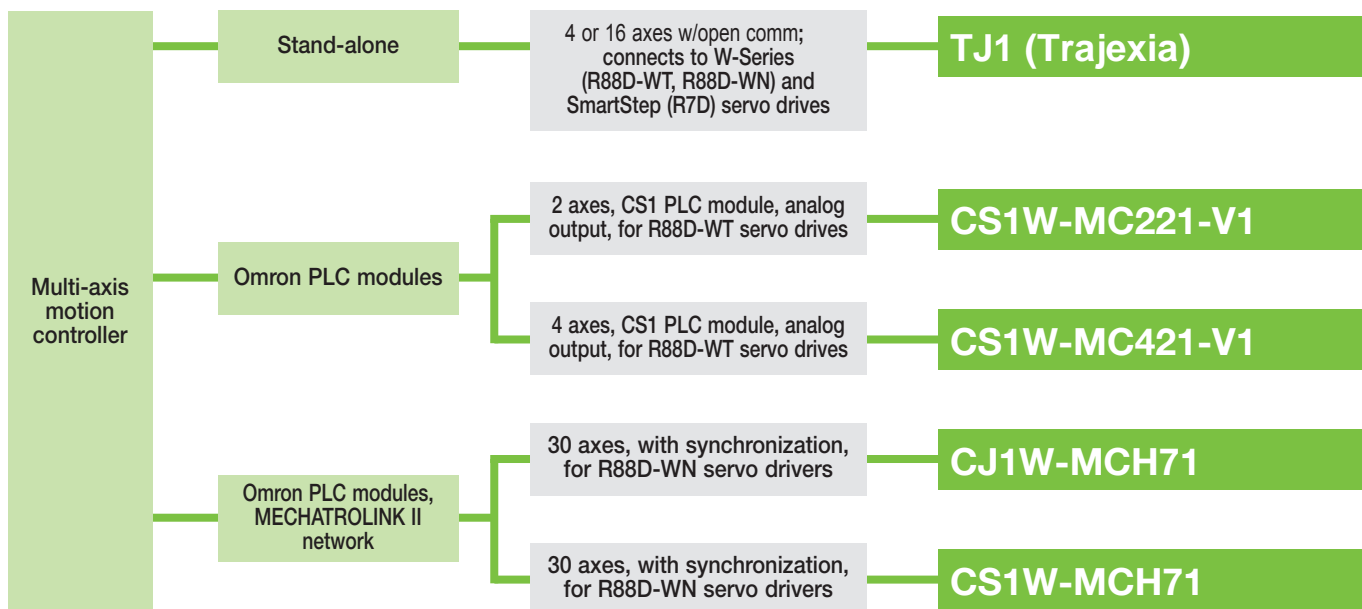 Multi-axis
motion
controller
Stand-alone
4 or 16 axes w/open comm;
connects to W-Series
(R88D-WT, R88D-WN) and
SmartStep (R7D) servo drives
TJ1 (Trajexia)
Omron PLC modules
2 axes, CS1 PLC module, analog
output, for R88D-WT servo drives
CS1W-MC221-V1
4 axes, CS1 PLC module, analog
output, for R88D-WT servo drives
CS1W-MC421-V1
Omron PLC modules,
MECHATROLINK II
network
30 axes, with synchronization,
for R88D-WN servo drivers
CJ1W-MCH71
30 axes, with synchronization,
for R88D-WN servo drivers
CS1W-MCH71